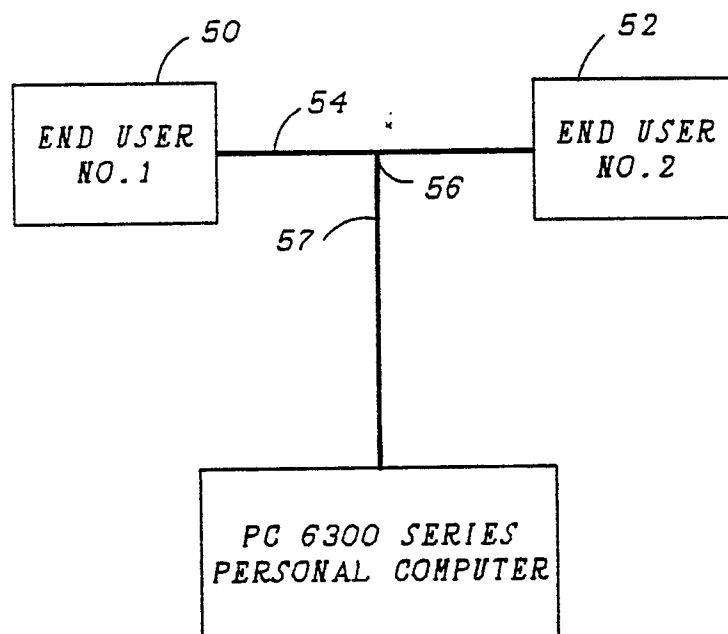 50
52
54
END USER
NO.1
END USER
NO.2
56
57
PC 6300 SERIES
PERSONAL COMPUTER